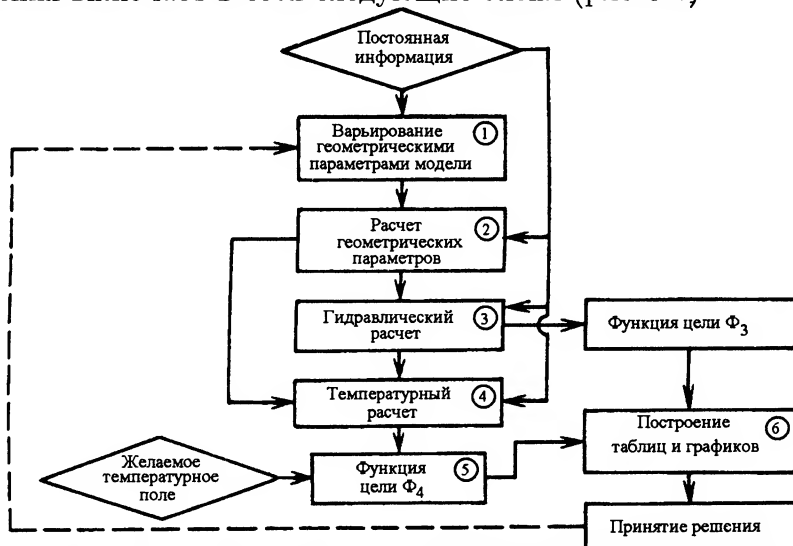 Постоянная
информация
Варьирование
геометрическими
параметрами модели
1
Расчет
геометрических
параметров
2
Гидравлический
расчет
3
Функция цели Ф3
Температурный
расчет
4
Построение
таблиц и графиков
6
Желаемое
температурное
поле
Функция
цели Ф4
5
Принятие решения